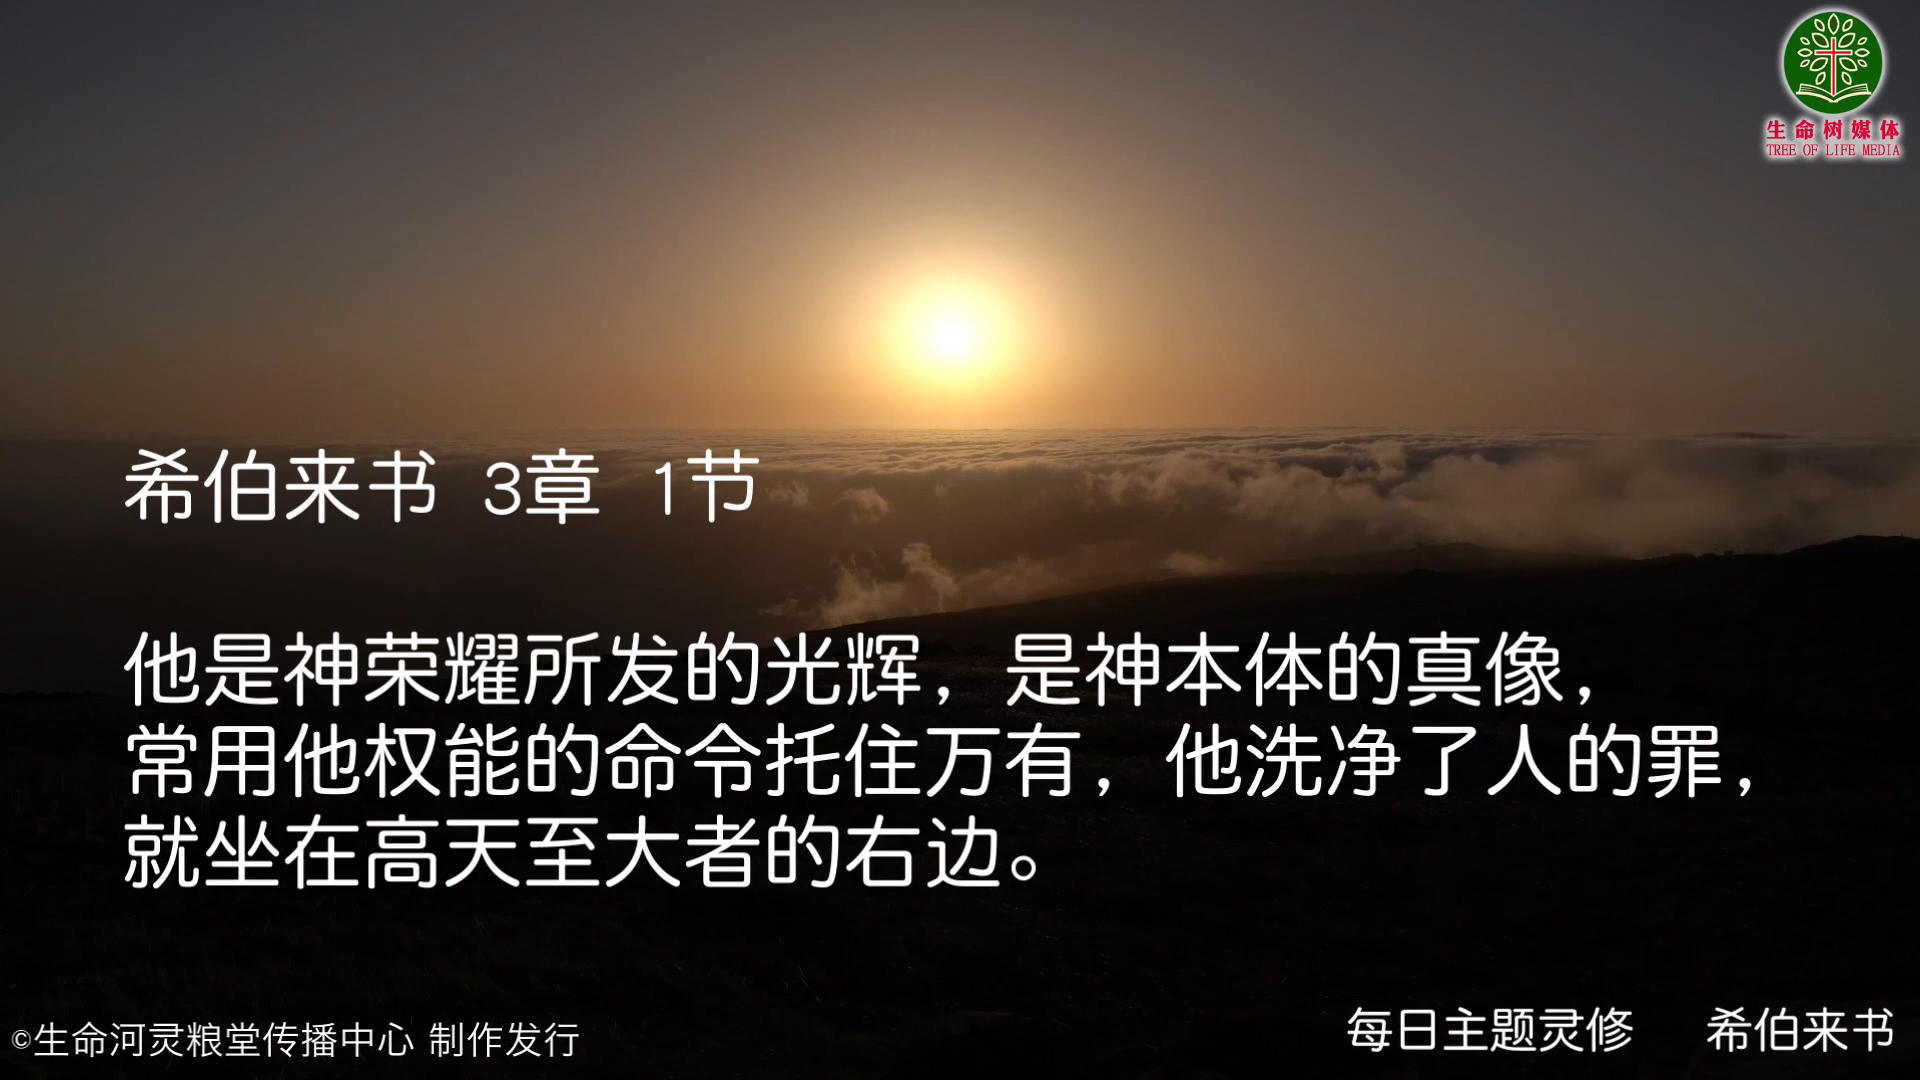 生命树媒体
TREE OF LIFE MEDIA
希伯来书 3章 1节
他是神荣耀所发的光辉，是神本体的真像，
常用他权能的命令托住万有，他洗净了人的罪，
就坐在高天至大者的右边。
©生命河灵粮堂传播中心 制作发行
每日主题灵修 希伯来书